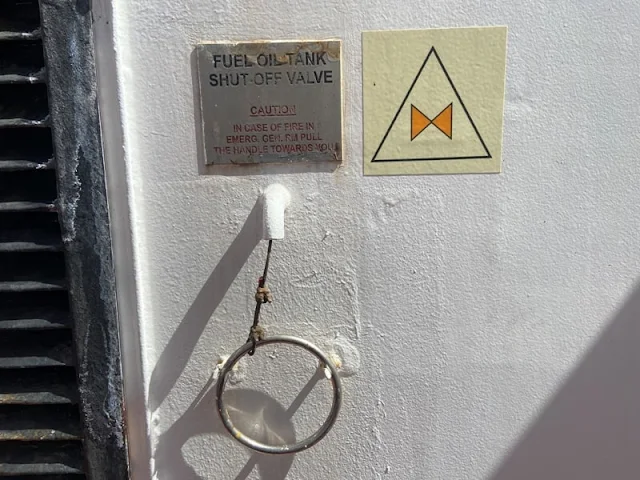 FUEL OIL TANK
SHUT-OFF VALVE
CAUTION
IN CASE OF FIRE IN
EMERG. GEN. RM PULL
THE HANDLE TOWARDS YOU